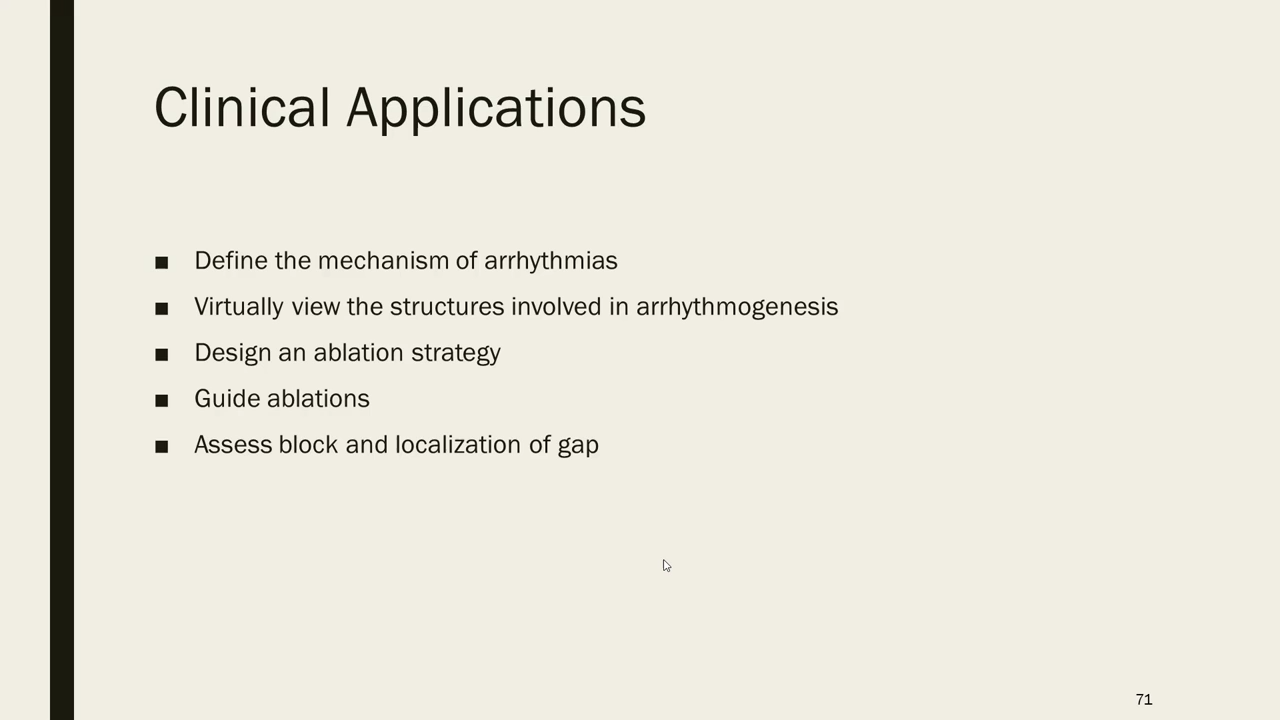 Clinical Applications
■ Define the mechanism of arrhythmias
■ Virtually view the structures involved in arrhythmogenesis
■ Design an ablation strategy
■ Guide ablations
■ Assess block and localization of gap
71